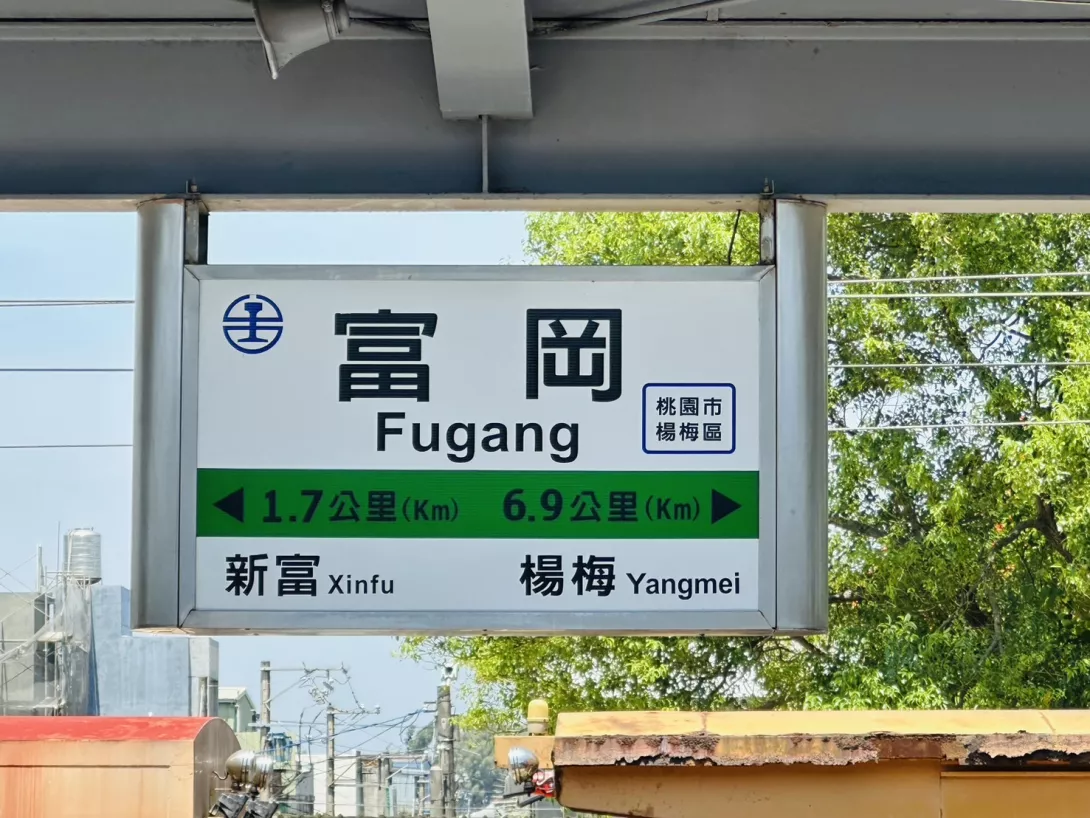 富岡
Fugang
桃園市
楊梅區
1.7公里(Km) 6.9公里(Km)
新富 Xinfu 楊梅 Yangmei